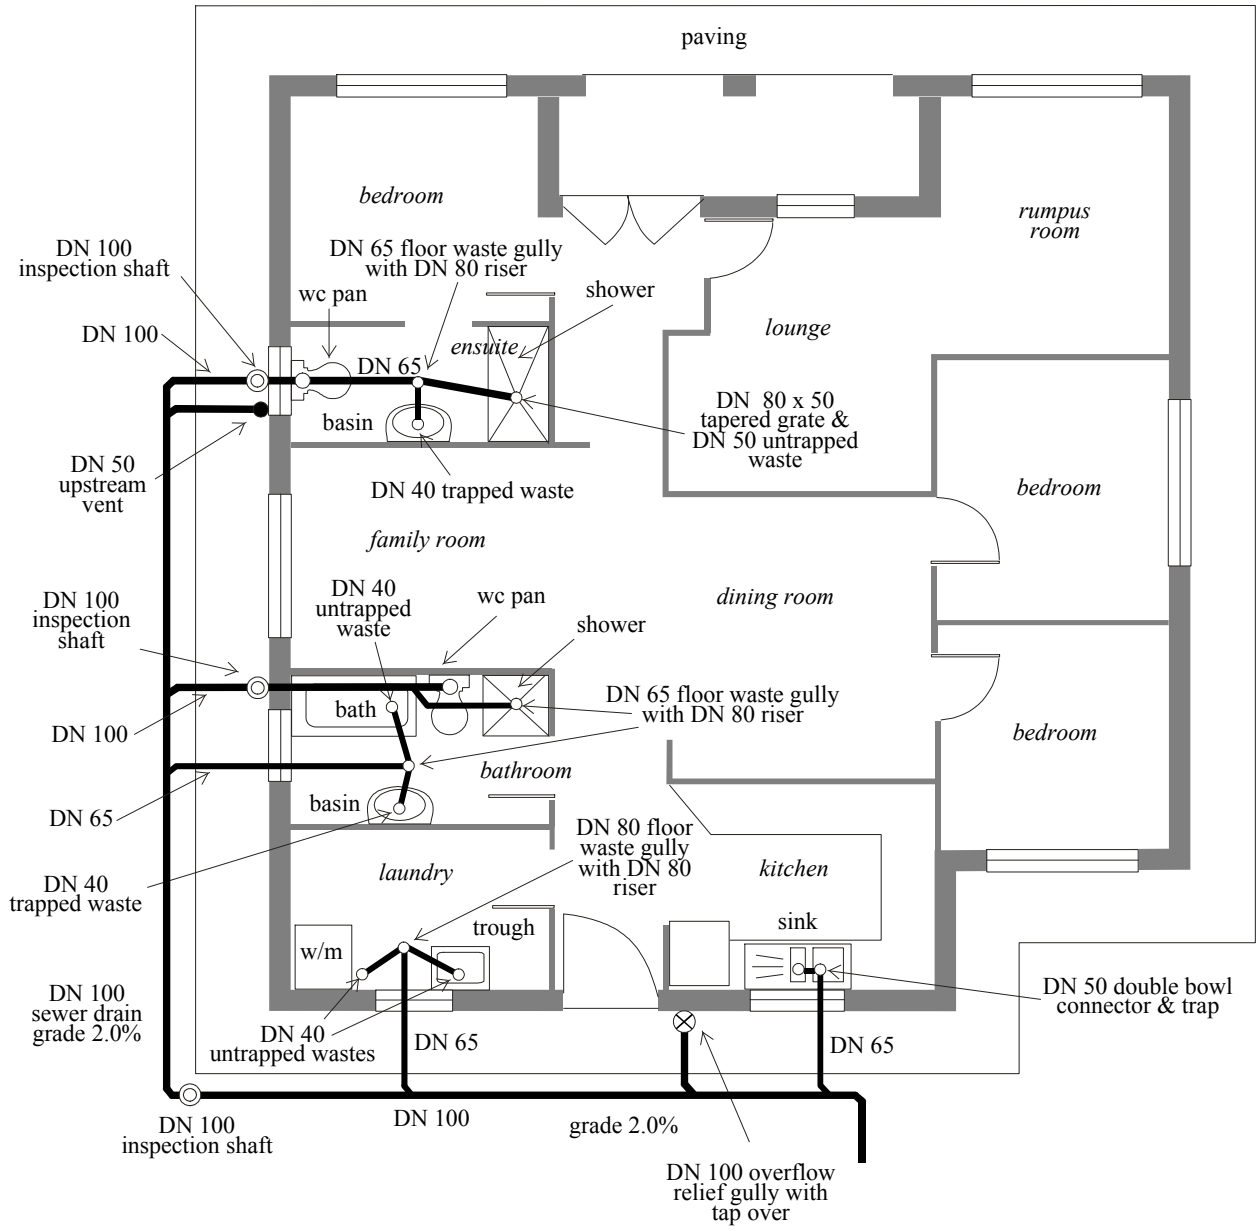 paving
bedroom
rumpus
room
DN 100
inspection shaft
DN 65 floor waste gully
with DN 80 riser
wc pan
shower
DN 100
lounge
ensuite
DN 65
basin
DN  80 x 50
tapered grate &
DN 50 untrapped
waste
DN 50
upstream
vent
DN 40 trapped waste
bedroom
family room
DN 40
untrapped
waste
DN 100
inspection
shaft
wc pan
dining room
shower
bath
DN 65 floor waste gully
with DN 80 riser
DN 100
bedroom
bathroom
basin
DN 65
DN 80 floor
waste gully
with DN 80
riser
laundry
kitchen
DN 40
trapped waste
trough
sink
w/m
DN 100
sewer drain
grade 2.0%
DN 40
untrapped wastes
DN 65
DN 65
DN 50 double bowl
connector & trap
DN 100
inspection shaft
DN 100
grade 2.0%
DN 100 overflow
relief gully with
tap over